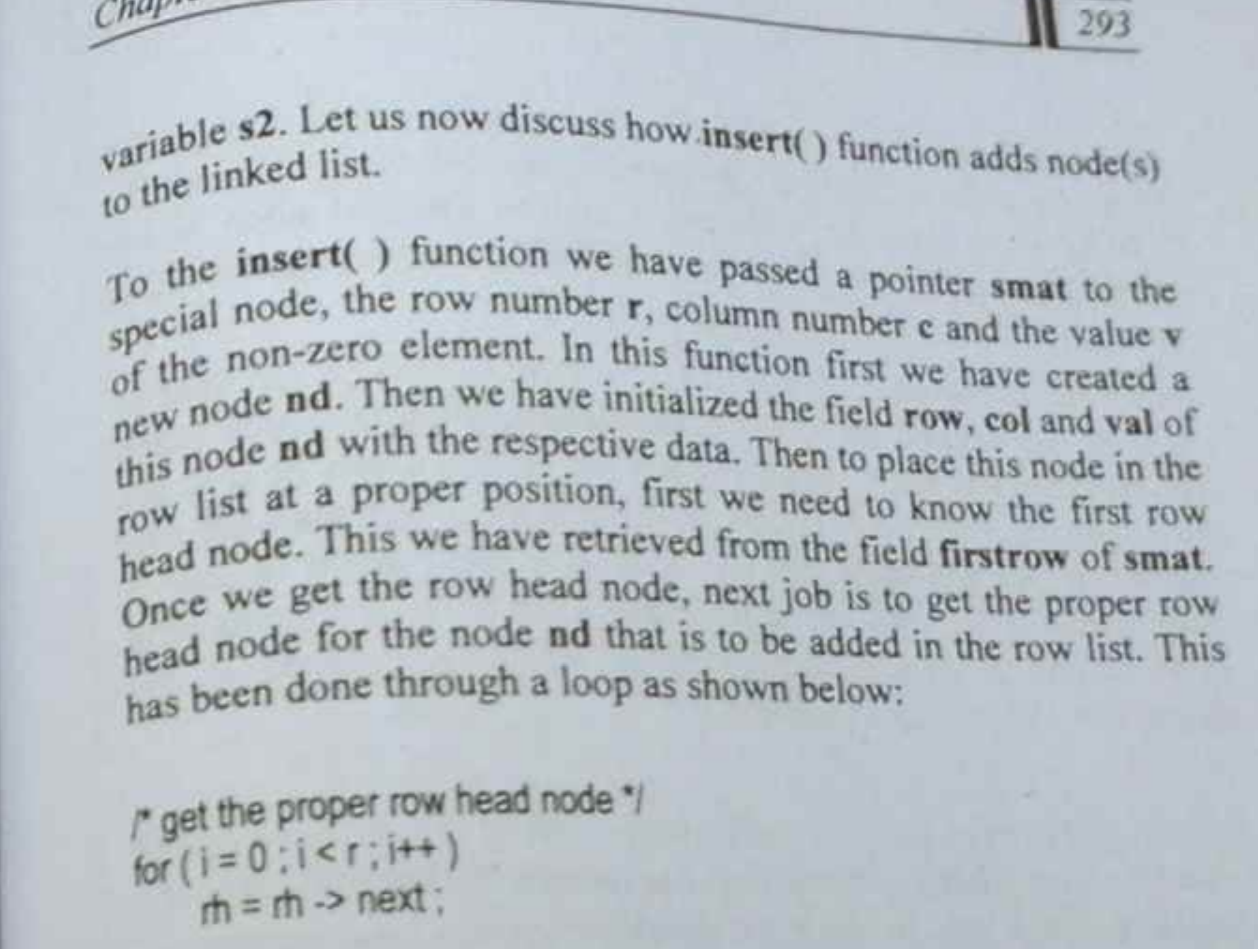 293
variable s2. Let us now discuss how insert( ) function adds node(s)
to the linked list.
To the insert( ) function we have passed a pointer smat to the
special node, the row number r, column number c and the value v
of the non-zero element. In this function first we have created a
new node nd. Then we have initialized the field row, col and val of
this node nd with the respective data. Then to place this node in the
row list at a proper position, first we need to know the first row
head node. This we have retrieved from the field firstrow of smat.
Once we get the row head node, next job is to get the proper row
head node for the node nd that is to be added in the row list. This
has been done through a loop as shown below:
/* get the proper row head node */
for ( i = 0 ; i < r ; i++ )
rh = rh -> next ;